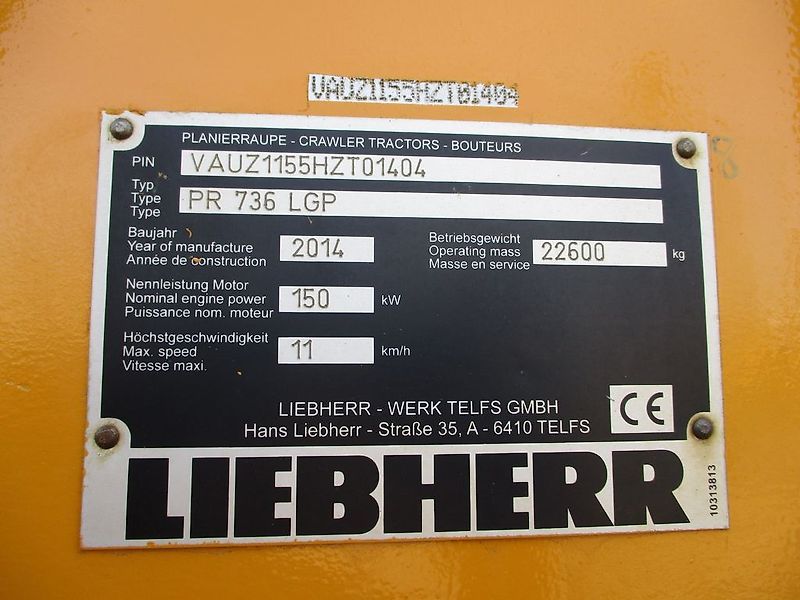 VAUZ1155HZT01404
PLANIERRAUPE - CRAWLER TRACTORS - BOUTEURS
PIN VAUZ1155HZT01404
Typ
Type PR 736 LGP
Type
Baujahr
Year of manufacture 2014
Année de construction
Betriebsgewicht
Operating mass 22600 kg
Masse en service
Nennleistung Motor
Nominal engine power 150 kW
Puissance nom. moteur
Höchstgeschwindigkeit
Max. speed 11 km/h
Vitesse maxi.
LIEBHERR - WERK TELFS GMBH
Hans Liebherr - Straße 35, A - 6410 TELFS
CE
LIEBHERR
10313813
8